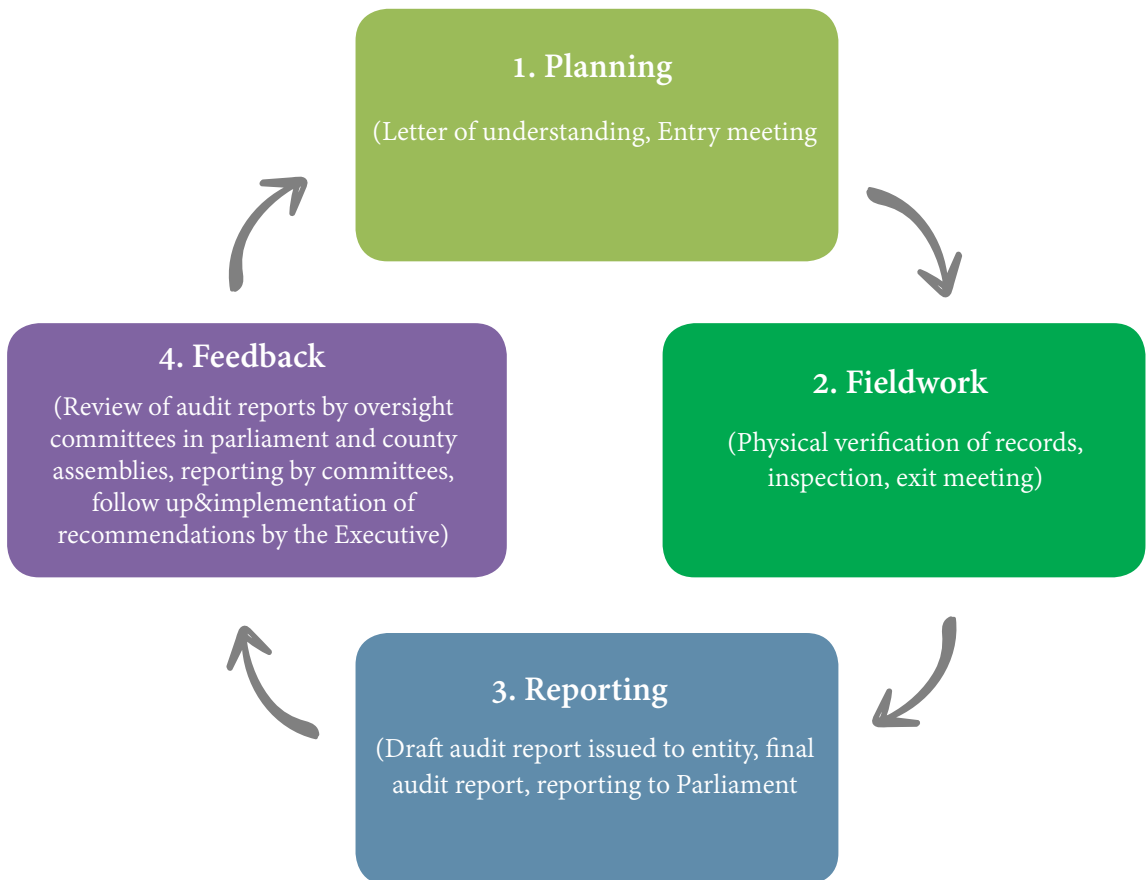 1. Planning
(Letter of understanding, Entry meeting
2. Fieldwork
(Physical verification of records,
inspection, exit meeting)
3. Reporting
(Draft audit report issued to entity, final
audit report, reporting to Parliament
4. Feedback
(Review of audit reports by oversight
committees in parliament and county
assemblies, reporting by committees,
follow up&implementation of
recommendations by the Executive)